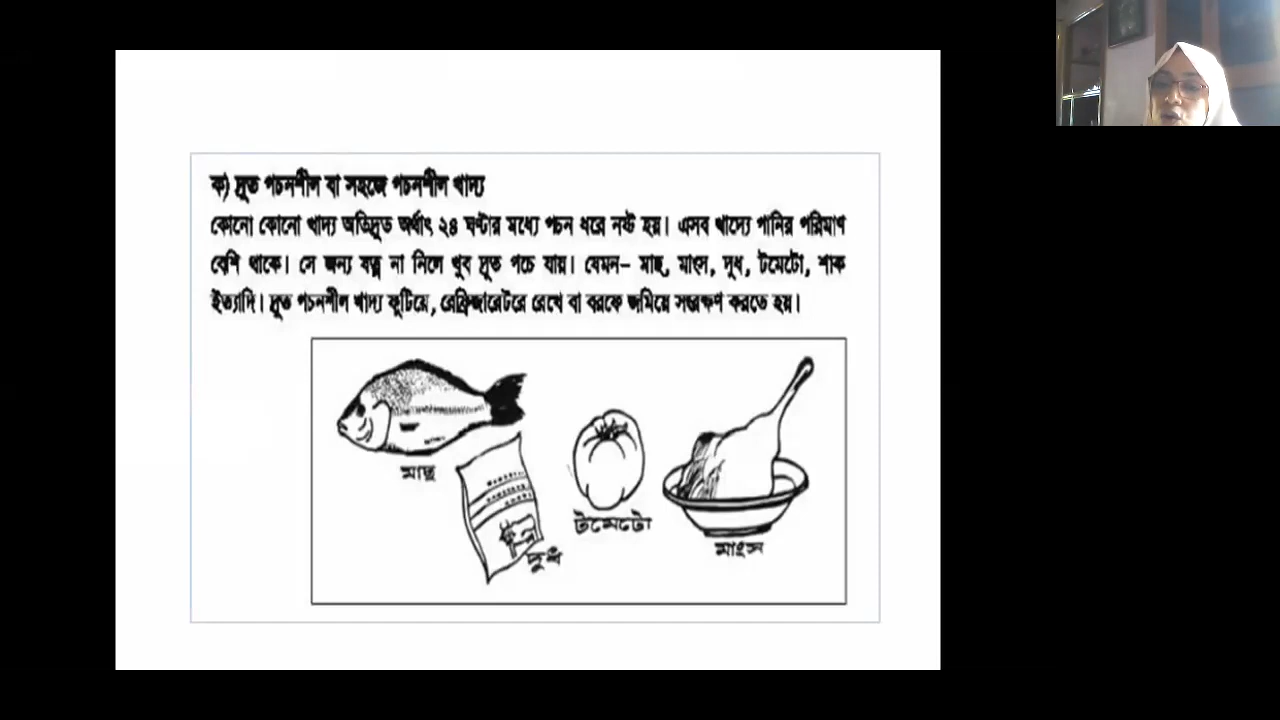 ক) দ্রুত পচনশীল বা সহজে পচনশীল খাদ্য
কোনো কোনো খাদ্য অতিদ্রুত অর্থাৎ ২৪ ঘণ্টার মধ্যে পচন ধরে নষ্ট হয়। এসব খাদ্যে পানির পরিমাণ
বেশি থাকে। সে জন্য যত্ন না নিলে খুব দ্রুত পচে যায়। যেমন– মাছ, মাংস, দুধ, টমেটো, শাক
ইত্যাদি। দ্রুত পচনশীল খাদ্য ফুটিয়ে, রেফ্রিজারেটরে রেখে বা বরফে জমিয়ে সংরক্ষণ করতে হয়।
মাছ
টমেটো
মাংস
দুধ